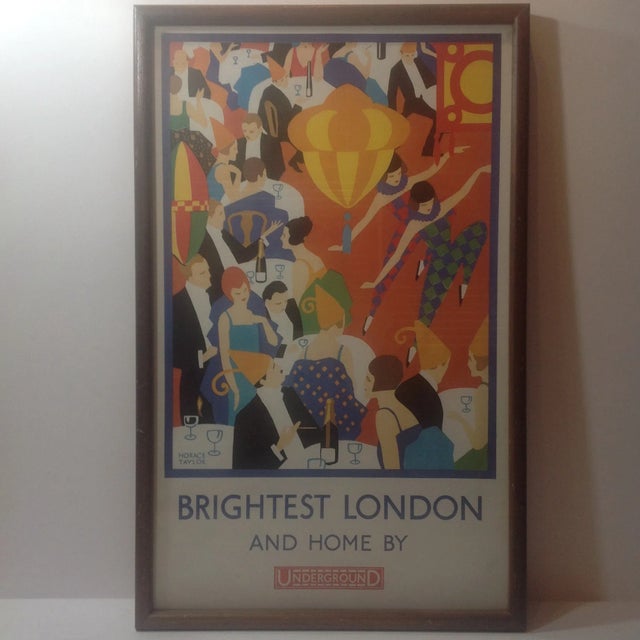 HORACE
TAYLOR
BRIGHTEST LONDON
AND HOME BY
UNDERGROUND